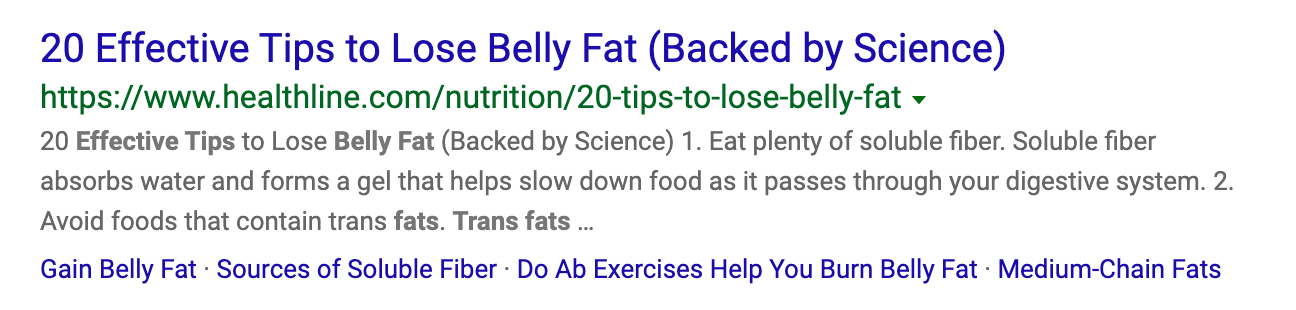 20 Effective Tips to Lose Belly Fat (Backed by Science)
https://www.healthline.com/nutrition/20-tips-to-lose-belly-fat
20 Effective Tips to Lose Belly Fat (Backed by Science) 1. Eat plenty of soluble fiber. Soluble fiber
absorbs water and forms a gel that helps slow down food as it passes through your digestive system. 2.
Avoid foods that contain trans fats. Trans fats ...
Gain Belly Fat · Sources of Soluble Fiber · Do Ab Exercises Help You Burn Belly Fat · Medium-Chain Fats